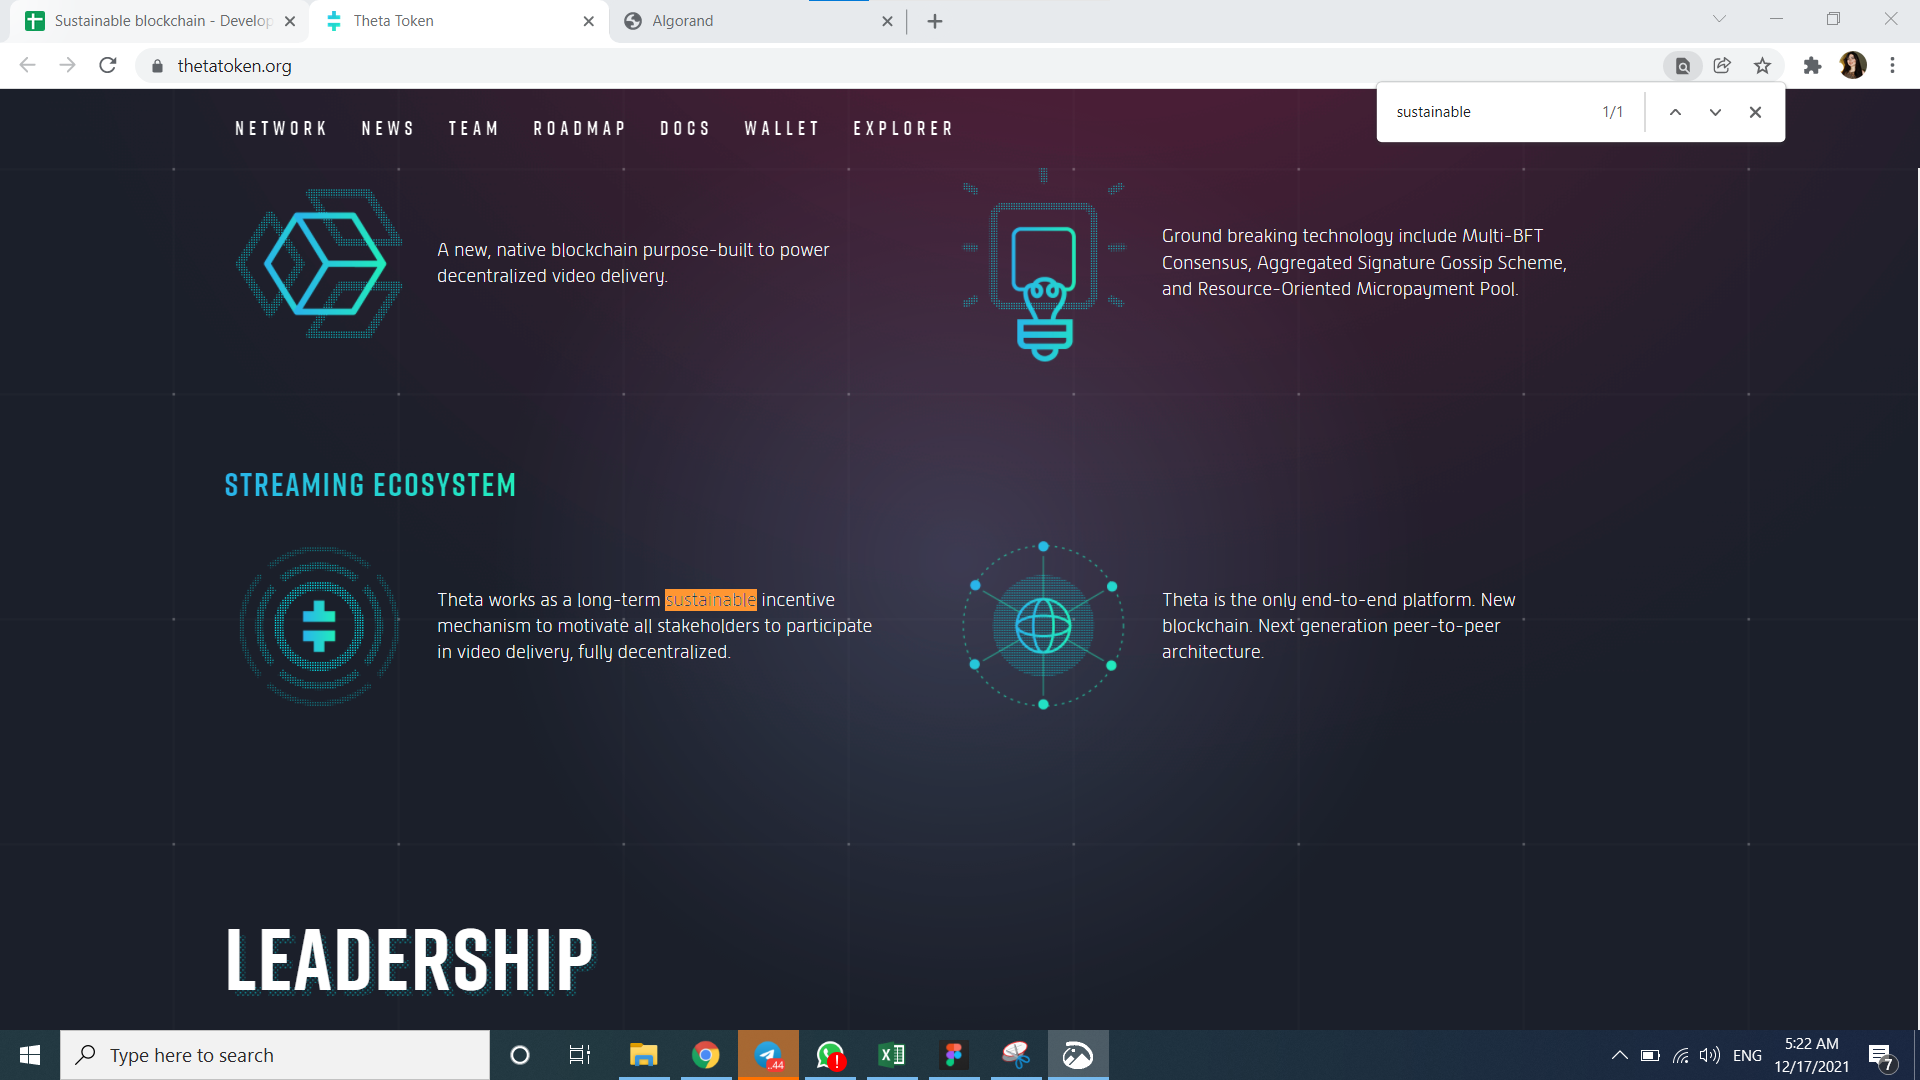 Sustainable blockchain - Develop
Theta Token
Algorand
thetatoken.org
sustainable
1/1
NETWORK
NEWS
TEAM
ROADMAP
DOCS
WALLET
EXPLORER
A new, native blockchain purpose-built to power
decentralized video delivery.
Ground breaking technology include Multi-BFT
Consensus, Aggregated Signature Gossip Scheme,
and Resource-Oriented Micropayment Pool.
STREAMING ECOSYSTEM
Theta works as a long-term sustainable incentive
mechanism to motivate all stakeholders to participate
in video delivery, fully decentralized.
Theta is the only end-to-end platform. New
blockchain. Next generation peer-to-peer
architecture.
LEADERSHIP
Type here to search
..44
ENG
5:22 AM
12/17/2021
7